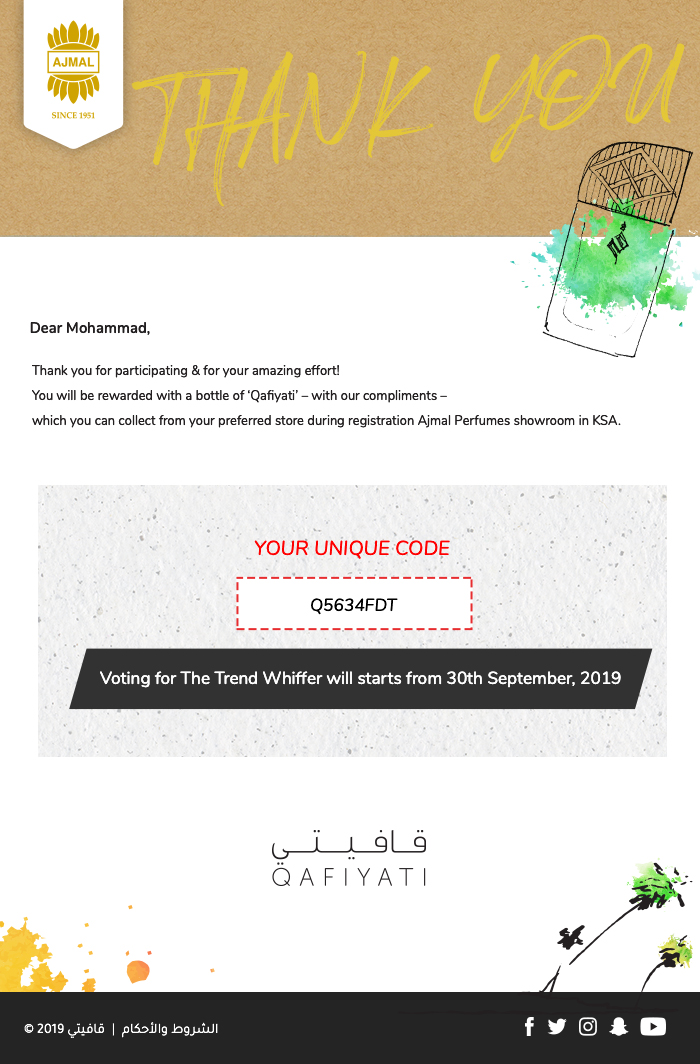 AJMAL
SINCE 1951
THANK YOU
Dear Mohammad,
Thank you for participating & for your amazing effort!
You will be rewarded with a bottle of ‘Qafiyati’ – with our compliments –
which you can collect from your preferred store during registration Ajmal Perfumes showroom in KSA.
YOUR UNIQUE CODE
Q5634FDT
Voting for The Trend Whiffer will starts from 30th September, 2019
قافيتي
QAFIYATI
الشروط والأحكام | قافيتي 2019 ©